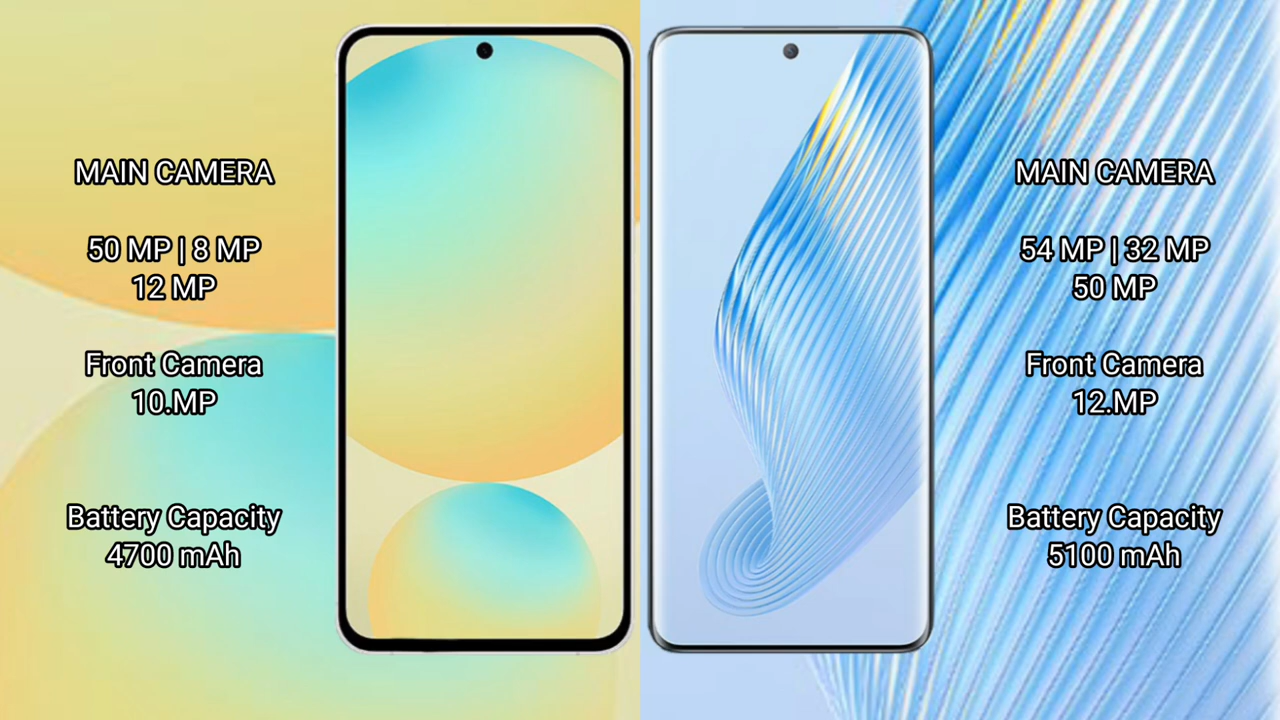 MAIN CAMERA
50 MP | 8 MP
12 MP
Front Camera
10.MP
Battery Capacity
4700 mAh
MAIN CAMERA
54 MP | 32 MP
50 MP
Front Camera
12.MP
Battery Capacity
5100 mAh